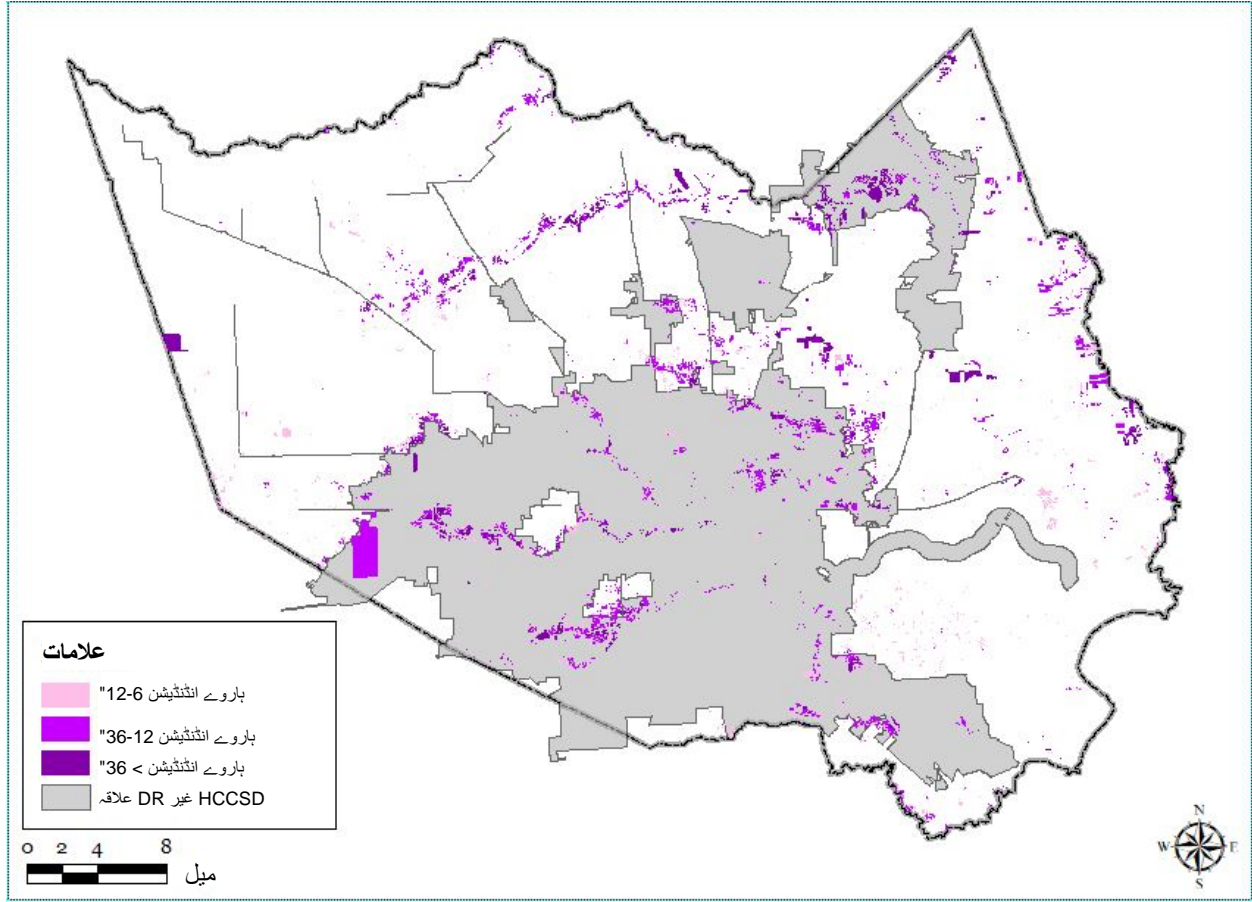 علامات
ہاروے انڈنڈیشن 6-12"
ہاروے انڈنڈیشن 12-36"
ہاروے انڈنڈیشن > 36"
HCCSD غیر DR علاقہ
0 2 4 8
میل
N
W E
S